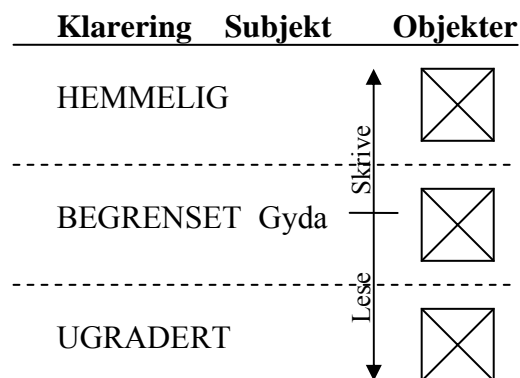 Klarering Subjekt Objekter
HEMMELIG
Skrive
BEGRENSET Gyda
Lese
UGRADERT